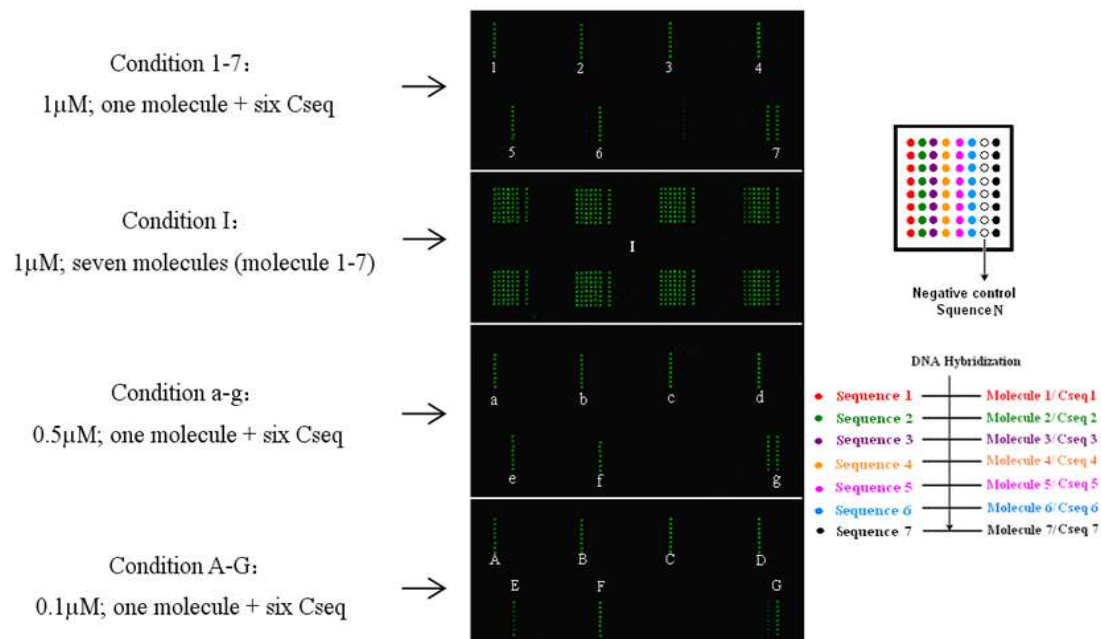 Condition 1-7:
1μM; one molecule + six Cseq
1
2
3
4
5
6
7
Condition I:
1μM; seven molecules (molecule 1-7)
I
Condition a-g:
0.5μM; one molecule + six Cseq
a
b
c
d
e
f
g
Condition A-G:
0.1μM; one molecule + six Cseq
A
B
C
D
E
F
G
Negative control
Squence N
DNA Hybridization
Sequence 1 Molecule 1/ Cseq 1
Sequence 2 Molecule 2/ Cseq 2
Sequence 3 Molecule 3/ Cseq 3
Sequence 4 Molecule 4/ Cseq 4
Sequence 5 Molecule 5/ Cseq 5
Sequence 6 Molecule 6/ Cseq 6
Sequence 7 Molecule 7/ Cseq 7